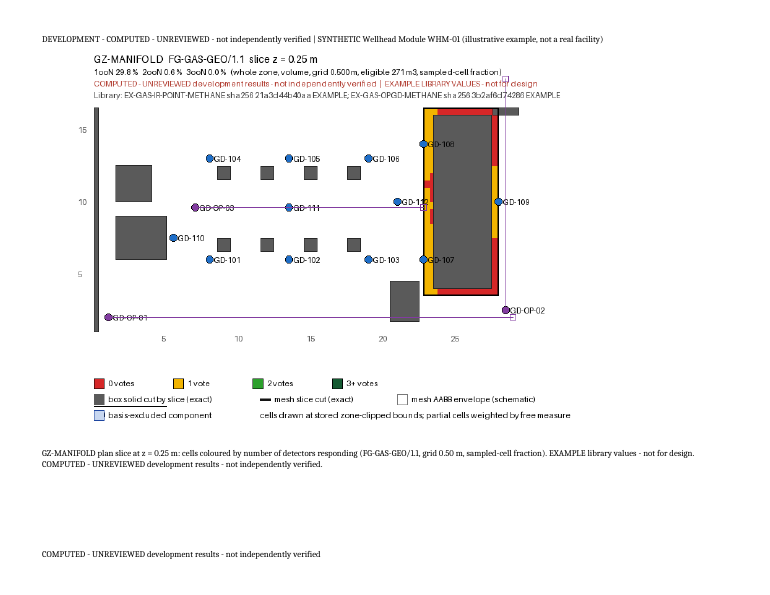 DEVELOPMENT - COMPUTED - UNREVIEWED - not independently verified | SYNTHETIC Wellhead Module WHM-01 (illustrative example, not a real facility)
GZ-MANIFOLD FG-GAS-GEO/1.1 slice z = 0.25 m
1ooN 29.8 % 2ooN 0.6 % 3ooN 0.0 % (whole zone, volume, grid 0.500 m, eligible 271 m3, sampled-cell fraction)
COMPUTED - UNREVIEWED development results - not independently verified | EXAMPLE LIBRARY VALUES - not for design
Library: EX-GAS-IR-POINT-METHANE sha256 21a3d44b40aa EXAMPLE; EX-GAS-OPGD-METHANE sha256 3b2af6d74286 EXAMPLE
15
GD-108
GD-104 GD-105 GD-106
10
GD-OP-03 GD-111 GD-109
GD-110
GD-101 GD-102 GD-103 GD-107
5
GD-OP-01 GD-OP-02
5 10 15 20 25
0 votes 1 vote 2 votes 3+ votes
box solid cut by slice (exact) mesh slice cut (exact) mesh AABB envelope (schematic)
basis-excluded component cells drawn at stored zone-clipped bounds; partial cells weighted by free measure
GZ-MANIFOLD plan slice at z = 0.25 m: cells coloured by number of detectors responding (FG-GAS-GEO/1.1, grid 0.50 m, sampled-cell fraction). EXAMPLE library values - not for design.
COMPUTED - UNREVIEWED development results - not independently verified.
COMPUTED - UNREVIEWED development results - not independently verified